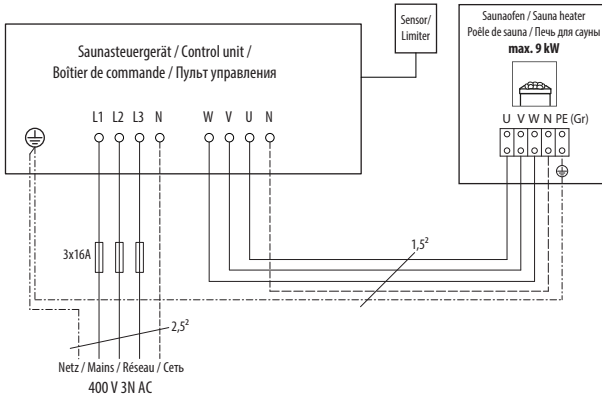 Saunasteuergerät / Control unit /
Boîtier de commande / Пульт управления
Sensor/
Limiter
Saunaofen / Sauna heater
Poêle de sauna / Печь для сауны
max. 9 kW
U V W N PE (Gr)
L1 L2 L3 N W V U N
3x16A
1,5²
2,5²
Netz / Mains / Réseau / Сеть
400 V 3N AC